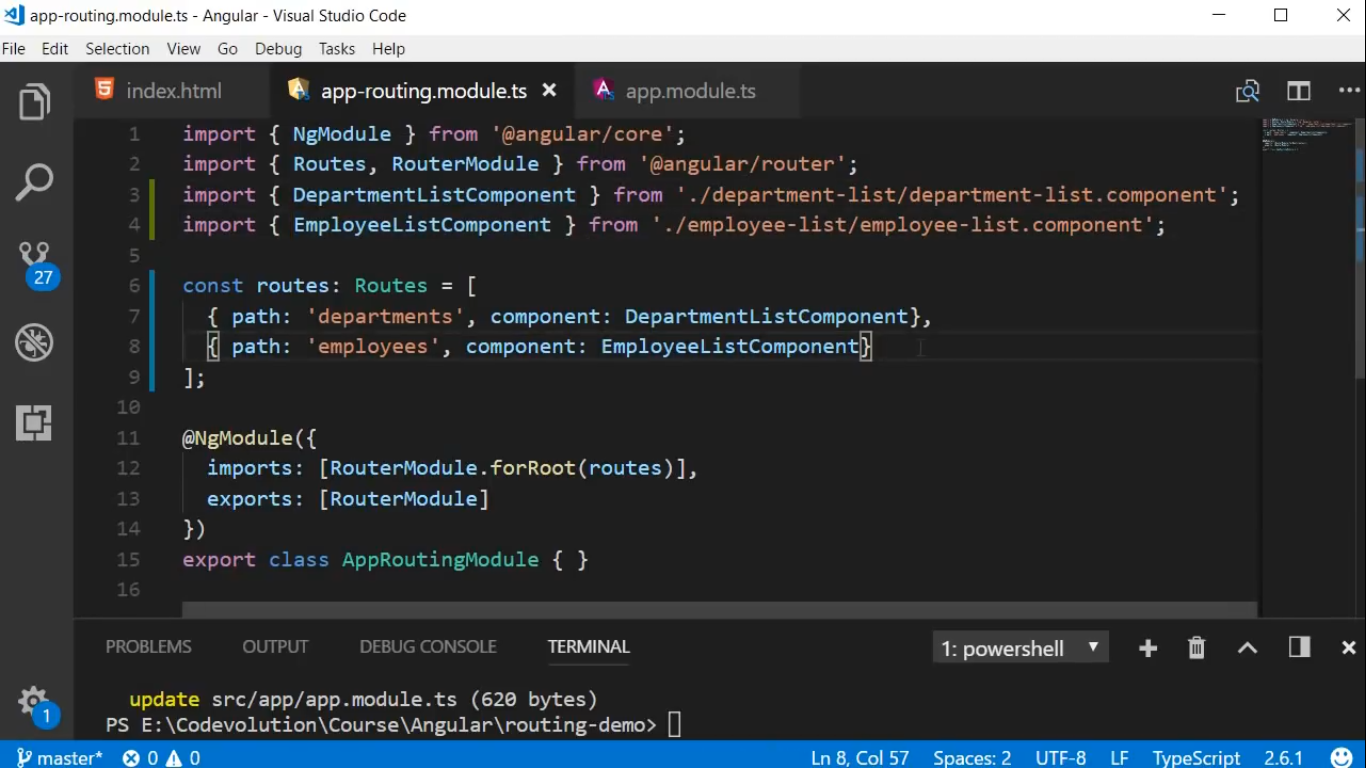 app-routing.module.ts - Angular - Visual Studio Code
File Edit Selection View Go Debug Tasks Help
index.html app-routing.module.ts app.module.ts
1 import { NgModule } from '@angular/core';
2 import { Routes, RouterModule } from '@angular/router';
3 import { DepartmentListComponent } from './department-list/department-list.component';
4 import { EmployeeListComponent } from './employee-list/employee-list.component';
5
6 const routes: Routes = [
7 { path: 'departments', component: DepartmentListComponent},
8 { path: 'employees', component: EmployeeListComponent}
9 ];
10
11 @NgModule({
12 imports: [RouterModule.forRoot(routes)],
13 exports: [RouterModule]
14 })
15 export class AppRoutingModule { }
16
27
1
PROBLEMS OUTPUT DEBUG CONSOLE TERMINAL 1: powershell
update src/app/app.module.ts (620 bytes)
PS E:\Codevolution\Course\Angular\routing-demo>
master* 0 0 Ln 8, Col 57 Spaces: 2 UTF-8 LF TypeScript 2.6.1